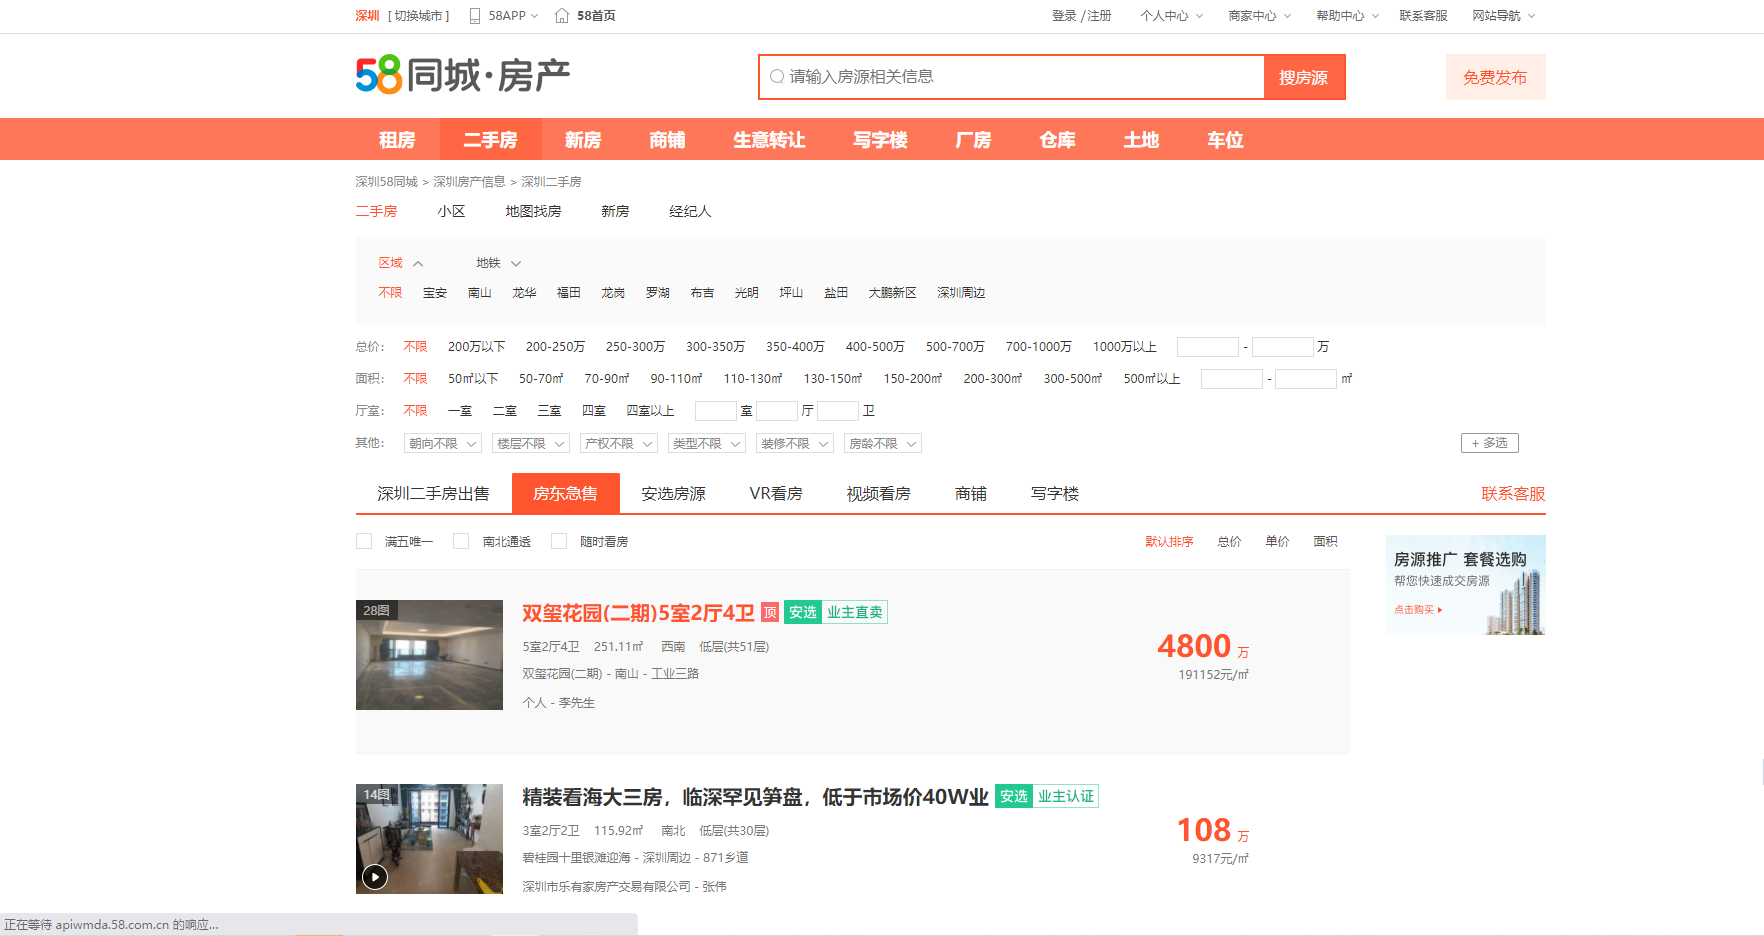 深圳 [ 切换城市 ] 58APP 58首页 登录 /注册 个人中心 商家中心 帮助中心 联系客服 网站导航
58同城·房产 请输入房源相关信息 搜房源 免费发布
租房 二手房 新房 商铺 生意转让 写字楼 厂房 仓库 土地 车位
深圳58同城 > 深圳房产信息 > 深圳二手房
二手房 小区 地图找房 新房 经纪人
区域 地铁
不限 宝安 南山 龙华 福田 龙岗 罗湖 布吉 光明 坪山 盐田 大鹏新区 深圳周边
总价: 不限 200万以下 200-250万 250-300万 300-350万 350-400万 400-500万 500-700万 700-1000万 1000万以上 - 万
面积: 不限 50㎡以下 50-70㎡ 70-90㎡ 90-110㎡ 110-130㎡ 130-150㎡ 150-200㎡ 200-300㎡ 300-500㎡ 500㎡以上 - ㎡
厅室: 不限 一室 二室 三室 四室 四室以上 室 厅 卫
其他: 朝向不限 楼层不限 产权不限 类型不限 装修不限 房龄不限 + 多选
深圳二手房出售 房东急售 安选房源 VR看房 视频看房 商铺 写字楼 联系客服
满五唯一 南北通透 随时看房 默认排序 总价 单价 面积
房源推广 套餐选购
帮您快速成交房源
点击购买
28图
双玺花园(二期)5室2厅4卫 顶 安选 业主直卖
5室2厅4卫 251.11㎡ 西南 低层(共51层)
双玺花园(二期) - 南山 - 工业三路
个人 - 李先生
4800 万
191152元/㎡
14图
精装看海大三房，临深罕见笋盘，低于市场价40W业 安选 业主认证
3室2厅2卫 115.92㎡ 南北 低层(共30层)
碧桂园十里银滩迎海 - 深圳周边 - 871乡道
深圳市乐有家房产交易有限公司 - 张伟
108 万
9317元/㎡
正在等待 apiwmda.58.com.cn 的响应...